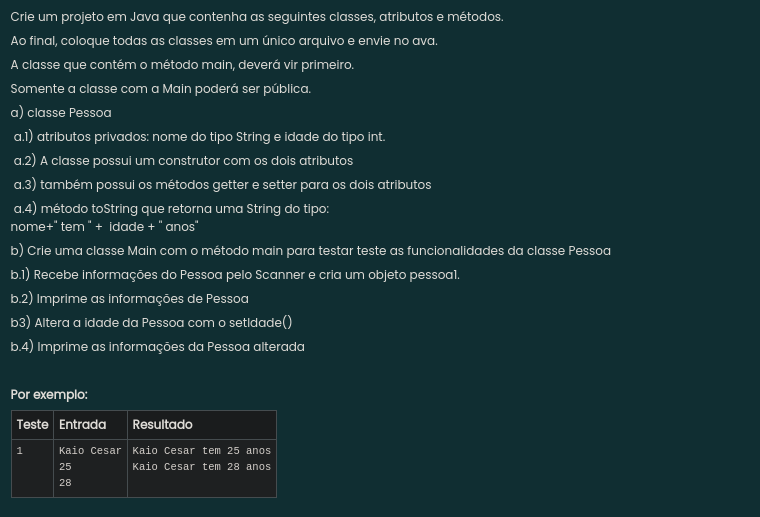 Crie um projeto em Java que contenha as seguintes classes, atributos e métodos.
Ao final, coloque todas as classes em um único arquivo e envie no ava.
A classe que contém o método main, deverá vir primeiro.
Somente a classe com a Main poderá ser pública.
a) classe Pessoa
a.1) atributos privados: nome do tipo String e idade do tipo int.
a.2) A classe possui um construtor com os dois atributos
a.3) também possui os métodos getter e setter para os dois atributos
a.4) método toString que retorna uma String do tipo:
nome+" tem " +  idade + " anos"
b) Crie uma classe Main com o método main para testar teste as funcionalidades da classe Pessoa
b.1) Recebe informações do Pessoa pelo Scanner e cria um objeto pessoa1.
b.2) Imprime as informações de Pessoa
b3) Altera a idade da Pessoa com o setIdade()
b.4) Imprime as informações da Pessoa alterada
Por exemplo:
Teste Entrada Resultado
1 Kaio Cesar Kaio Cesar tem 25 anos
25 Kaio Cesar tem 28 anos
28